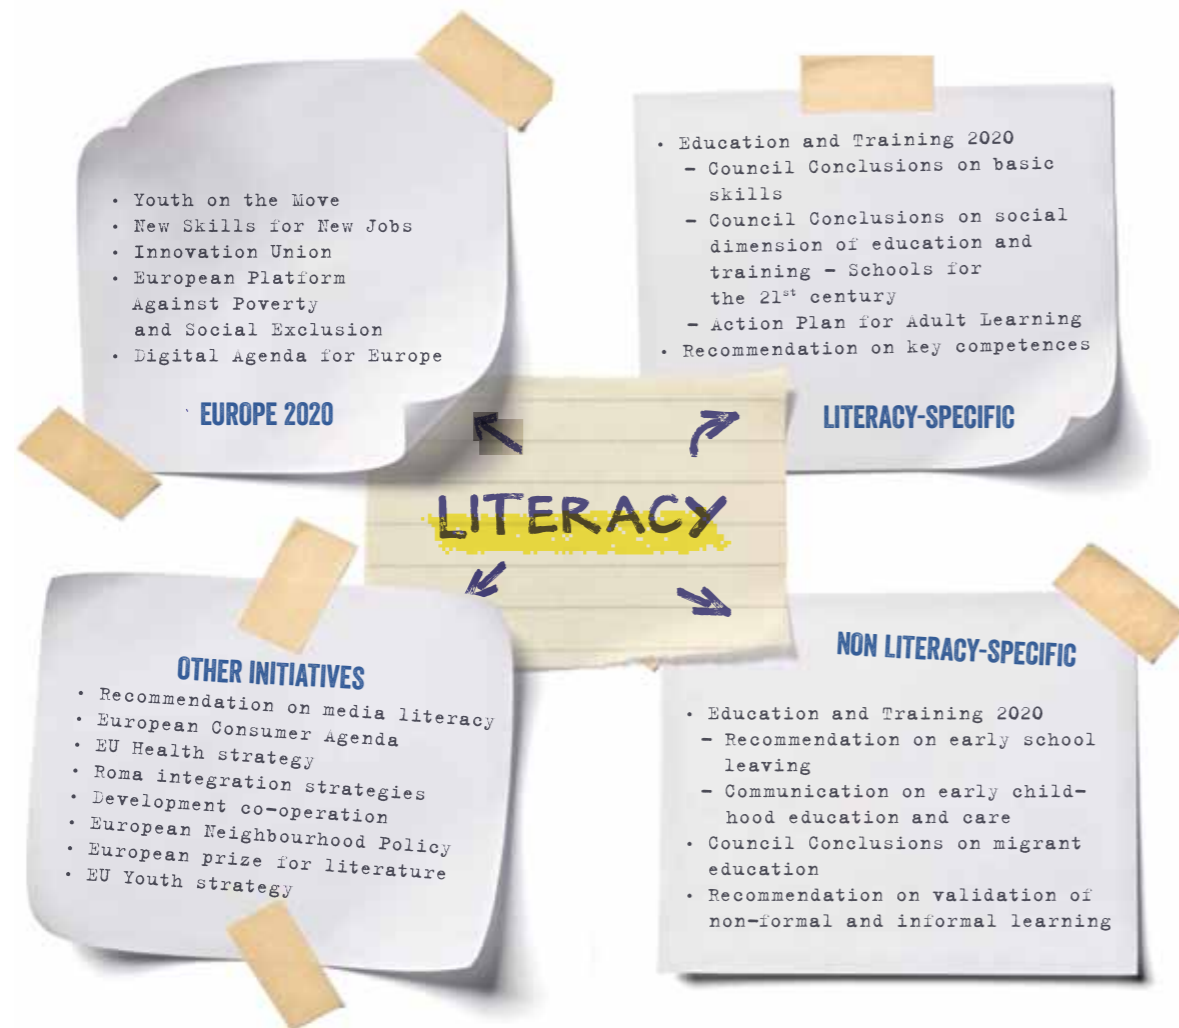 • Youth on the Move
• New Skills for New Jobs
• Innovation Union
• European Platform
Against Poverty
and Social Exclusion
• Digital Agenda for Europe
EUROPE 2020
• Education and Training 2020
– Council Conclusions on basic
skills
– Council Conclusions on social
dimension of education and
training – Schools for
the 21st century
– Action Plan for Adult Learning
• Recommendation on key competences
LITERACY-SPECIFIC
LITERACY
OTHER INITIATIVES
• Recommendation on media literacy
• European Consumer Agenda
• EU Health strategy
• Roma integration strategies
• Development co-operation
• European Neighbourhood Policy
• European prize for literature
• EU Youth strategy
NON LITERACY-SPECIFIC
• Education and Training 2020
– Recommendation on early school
leaving
– Communication on early child-
hood education and care
• Council Conclusions on migrant
education
• Recommendation on validation of
non-formal and informal learning